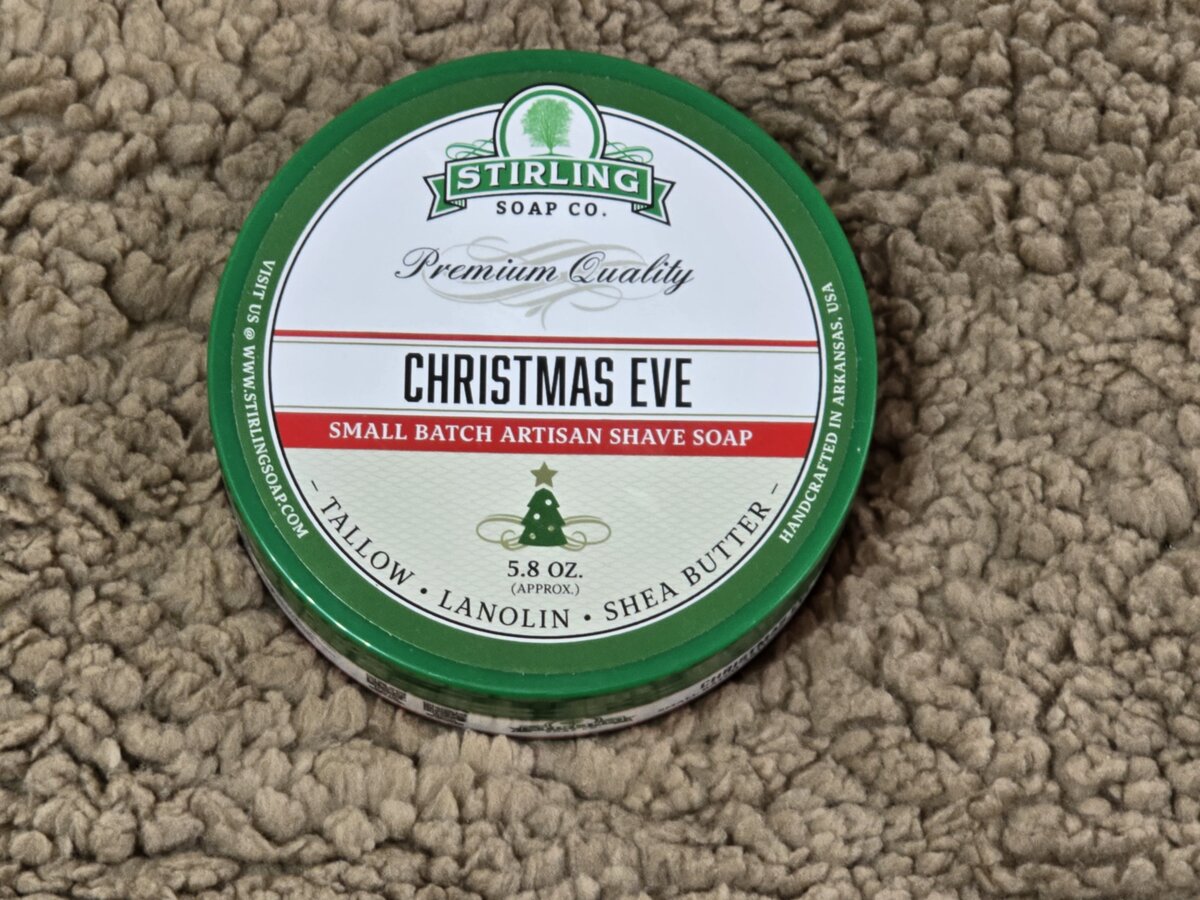 STIRLING
SOAP CO.
Premium Quality
CHRISTMAS EVE
SMALL BATCH ARTISAN SHAVE SOAP
5.8 OZ.
(APPROX.)
- TALLOW • LANOLIN • SHEA BUTTER -
VISIT US @ WWW.STIRLINGSOAP.COM
HANDCRAFTED IN ARKANSAS, USA